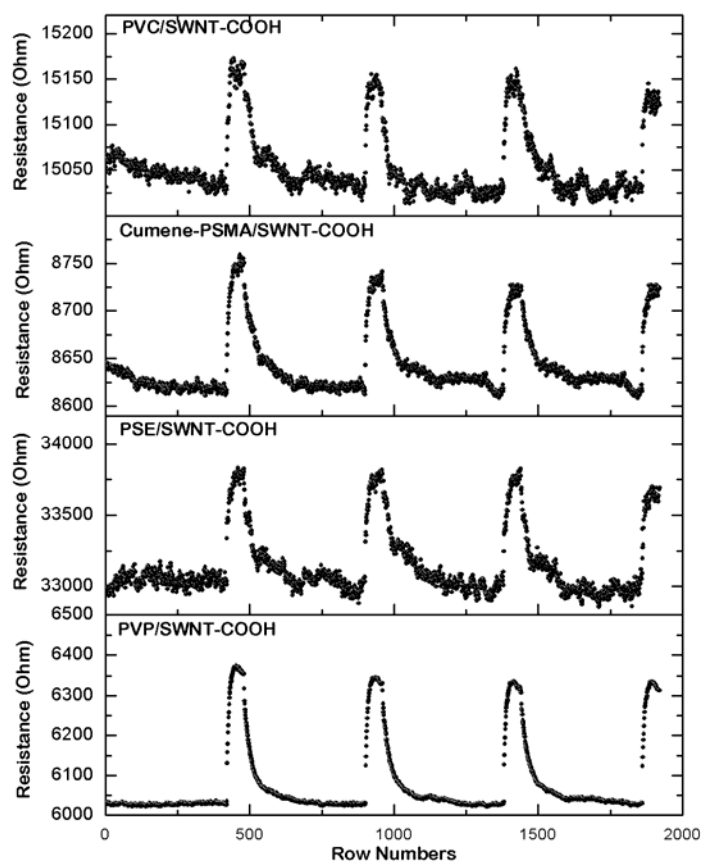 PVC/SWNT-COOH
15200
15150
15100
15050
15000
Resistance (Ohm)
Cumene-PSMA/SWNT-COOH
8750
8700
8650
8600
Resistance (Ohm)
PSE/SWNT-COOH
34000
33500
33000
Resistance (Ohm)
6500
PVP/SWNT-COOH
6400
6300
6200
6100
6000
Resistance (Ohm)
0 500 1000 1500 2000
Row Numbers